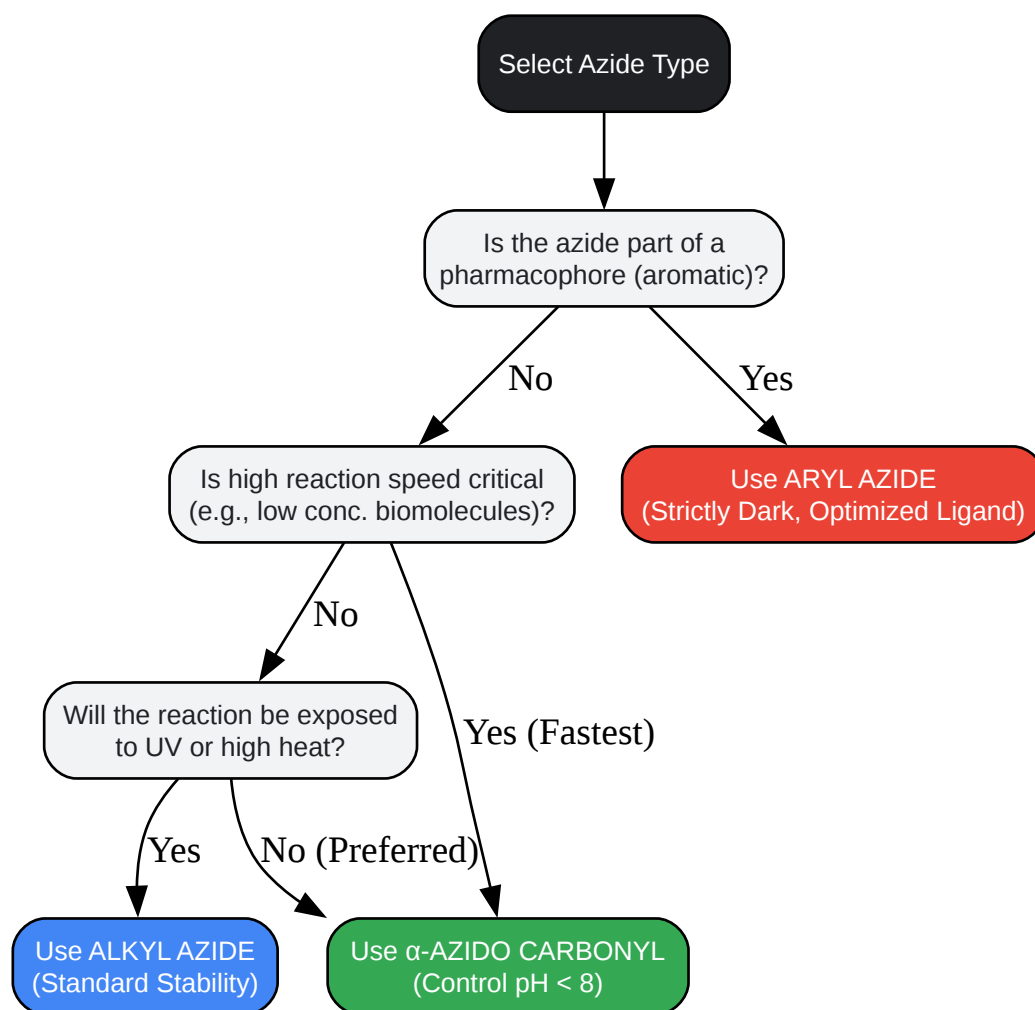 Select Azide Type
Is the azide part of a
pharmacophore (aromatic)?
No
Yes
Is high reaction speed critical
(e.g., low conc. biomolecules)?
Use ARYL AZIDE
(Strictly Dark, Optimized Ligand)
No
Yes (Fastest)
Will the reaction be exposed
to UV or high heat?
Yes
No (Preferred)
Use ALKYL AZIDE
(Standard Stability)
Use α-AZIDO CARBONYL
(Control pH < 8)